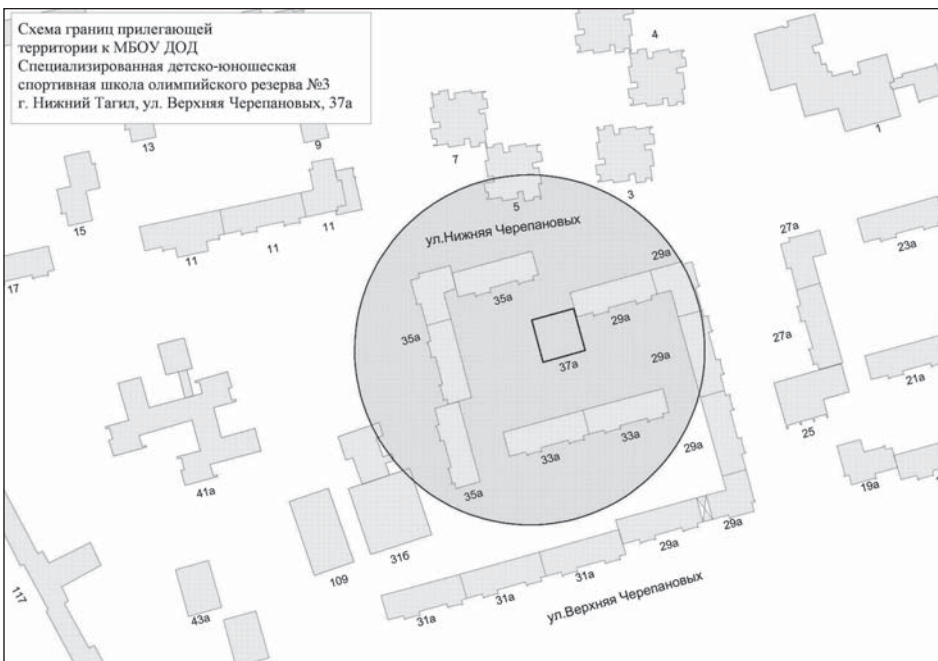 Схема границ прилегающей
территории к МБОУ ДОД
Специализированная детско-юношеская
спортивная школа олимпийского резерва №3
г. Нижний Тагил, ул. Верхняя Черепановых, 37а
4
1
13
9
7
3
15
5
ул.Нижняя Черепановых
11
11
11
27а
23а
17
29а
35а
35а
29а
27а
29а
37а
21а
25
33а
33а
29а
41а
35а
19а
31б
109
29а
29а
31а
31а
31а
117
43а
ул.Верхняя Черепановых